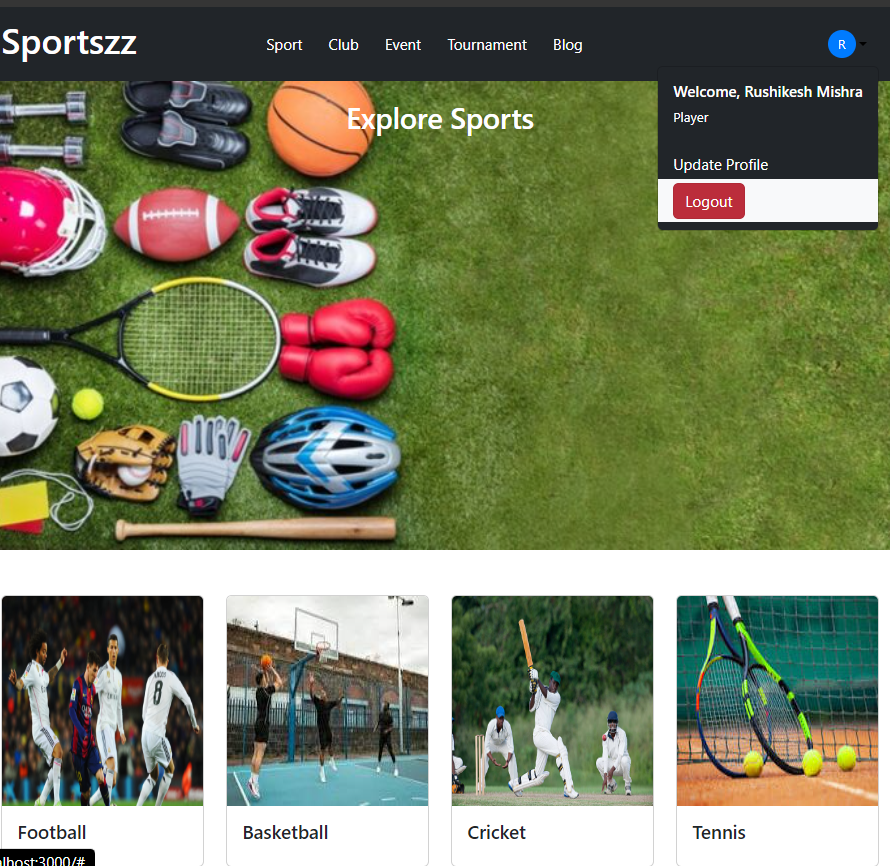 Sportszz
Sport Club Event Tournament Blog
R
Welcome, Rushikesh Mishra
Player
Update Profile
Logout
Explore Sports
8
Football
Basketball
Cricket
Tennis
lhost:3000/#